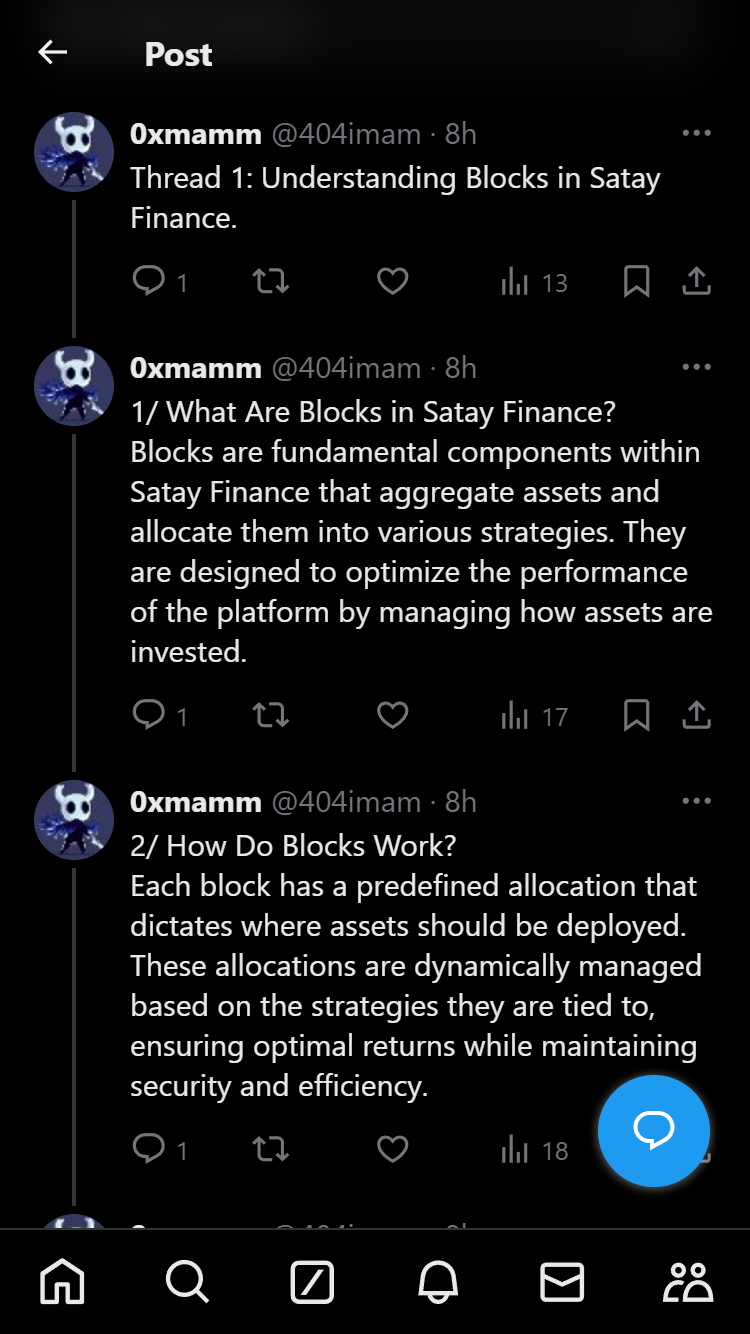 Post
0xmamm @404imam · 8h
Thread 1: Understanding Blocks in Satay
Finance.
1
13
0xmamm @404imam · 8h
1/ What Are Blocks in Satay Finance?
Blocks are fundamental components within
Satay Finance that aggregate assets and
allocate them into various strategies. They
are designed to optimize the performance
of the platform by managing how assets are
invested.
1
17
0xmamm @404imam · 8h
2/ How Do Blocks Work?
Each block has a predefined allocation that
dictates where assets should be deployed.
These allocations are dynamically managed
based on the strategies they are tied to,
ensuring optimal returns while maintaining
security and efficiency.
1
18